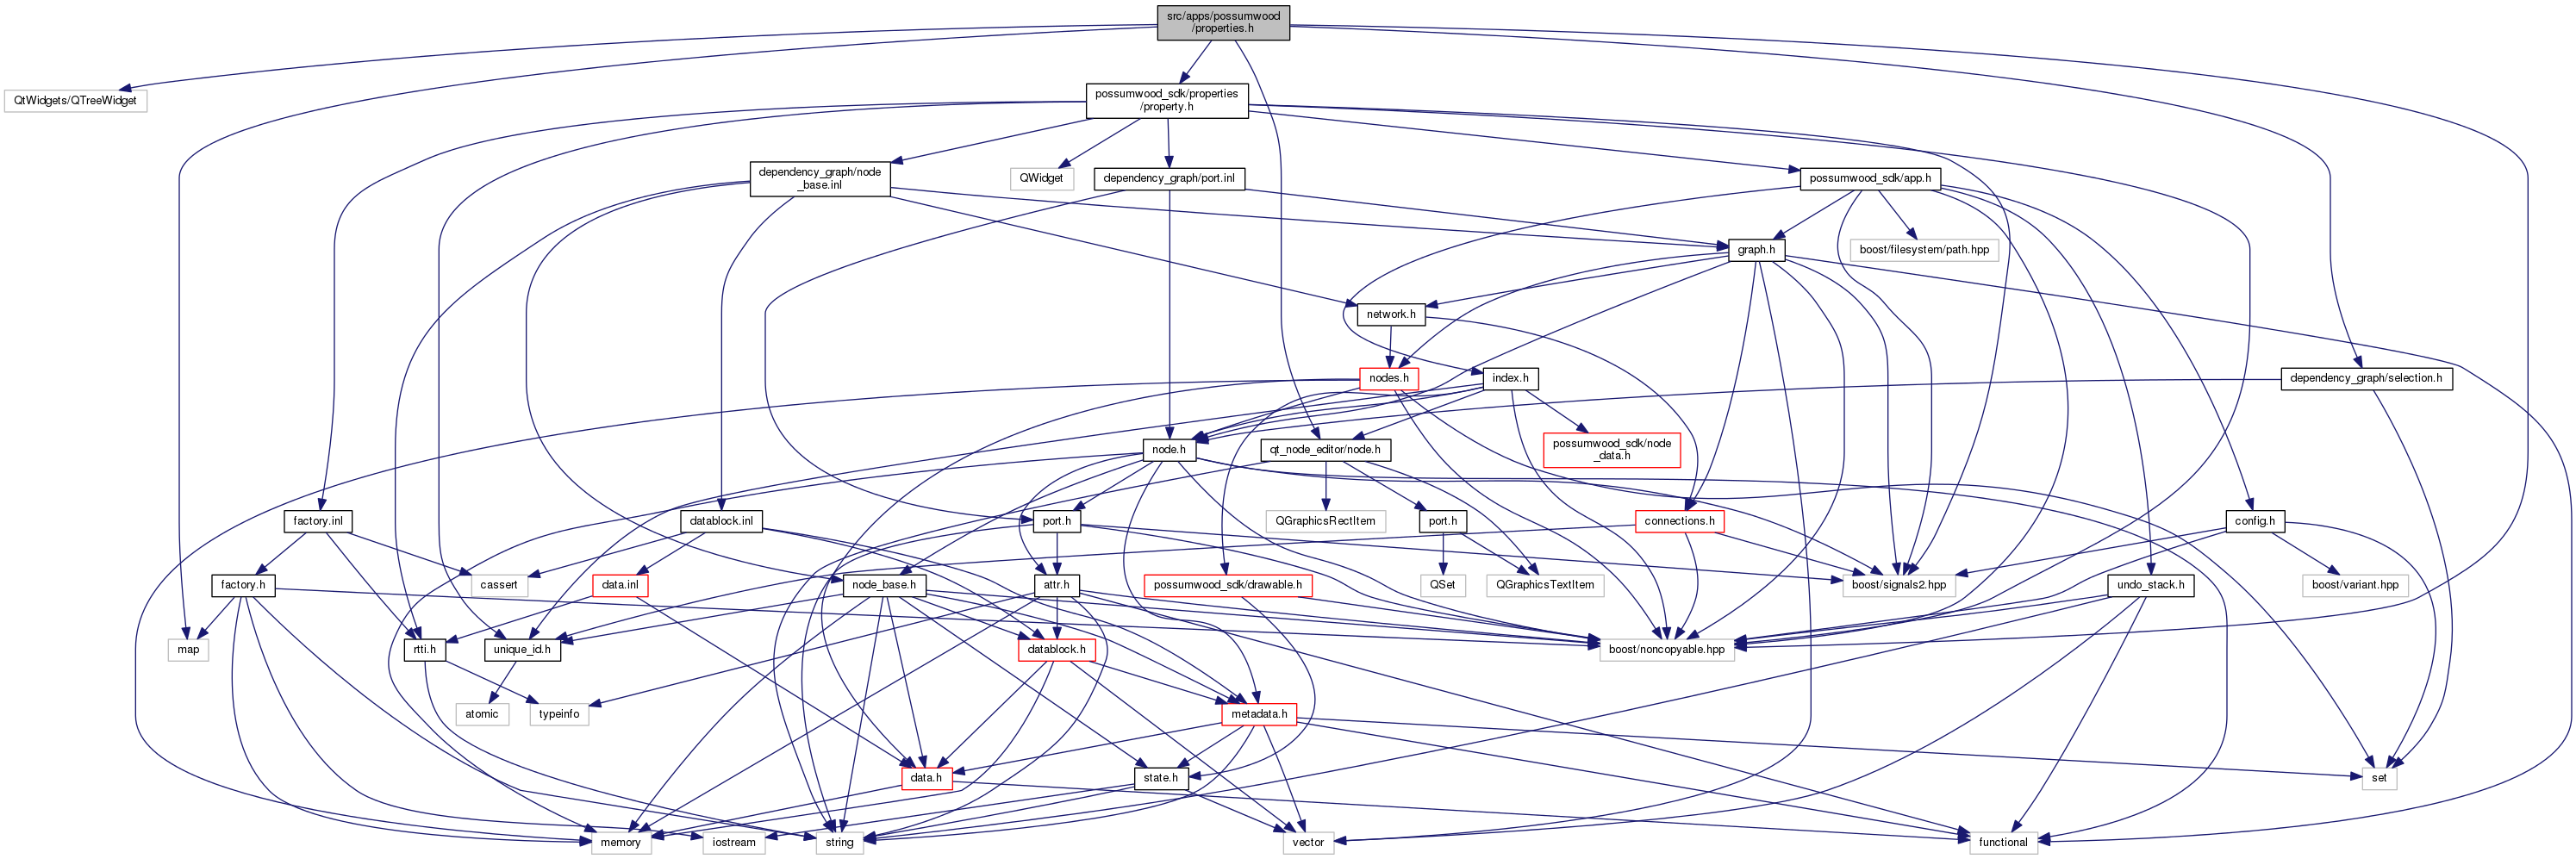 src/apps/possumwood
/properties.h
QtWidgets/QTreeWidget
possumwood_sdk/properties
/property.h
dependency_graph/node
_base.inl
QWidget
dependency_graph/port.inl
possumwood_sdk/app.h
graph.h
boost/filesystem/path.hpp
network.h
nodes.h
index.h
dependency_graph/selection.h
node.h
qt_node_editor/node.h
possumwood_sdk/node
_data.h
factory.inl
datablock.inl
port.h
QGraphicsRectItem
port.h
connections.h
config.h
factory.h
cassert
data.inl
node_base.h
attr.h
possumwood_sdk/drawable.h
QSet
QGraphicsTextItem
boost/signals2.hpp
undo_stack.h
boost/variant.hpp
map
rtti.h
unique_id.h
datablock.h
boost/noncopyable.hpp
atomic
typeinfo
metadata.h
data.h
state.h
set
memory
iostream
string
vector
functional